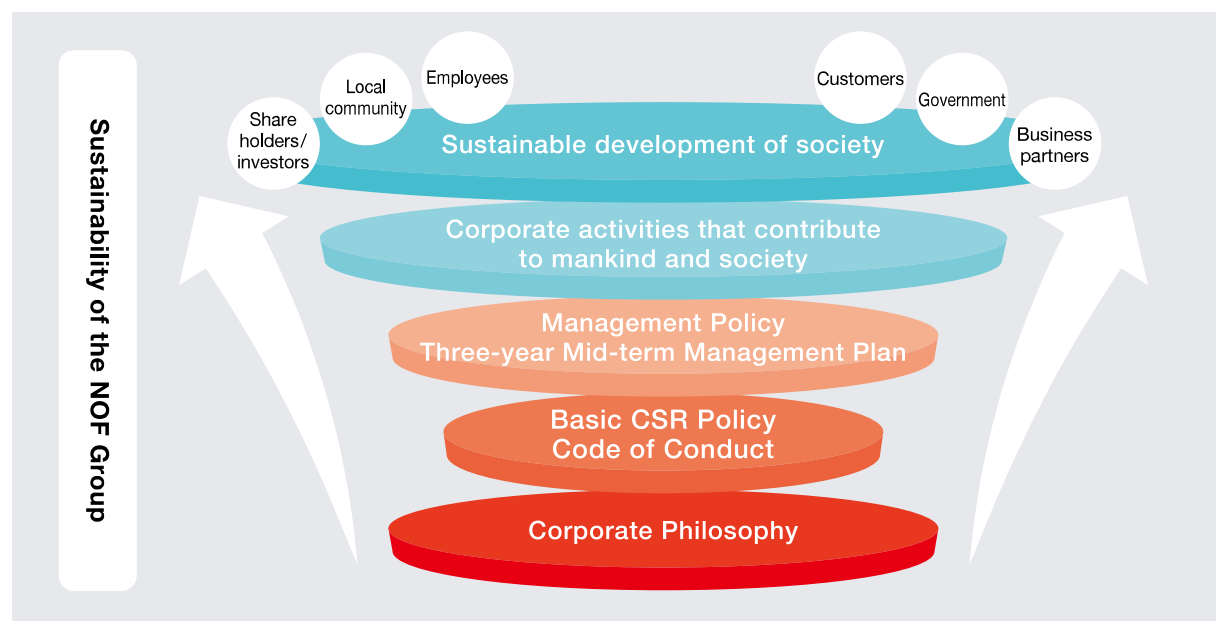 Sustainability of the NOF Group
Share
holders/
investors
Local
community
Employees
Customers
Government
Business
partners
Sustainable development of society
Corporate activities that contribute
to mankind and society
Management Policy
Three-year Mid-term Management Plan
Basic CSR Policy
Code of Conduct
Corporate Philosophy